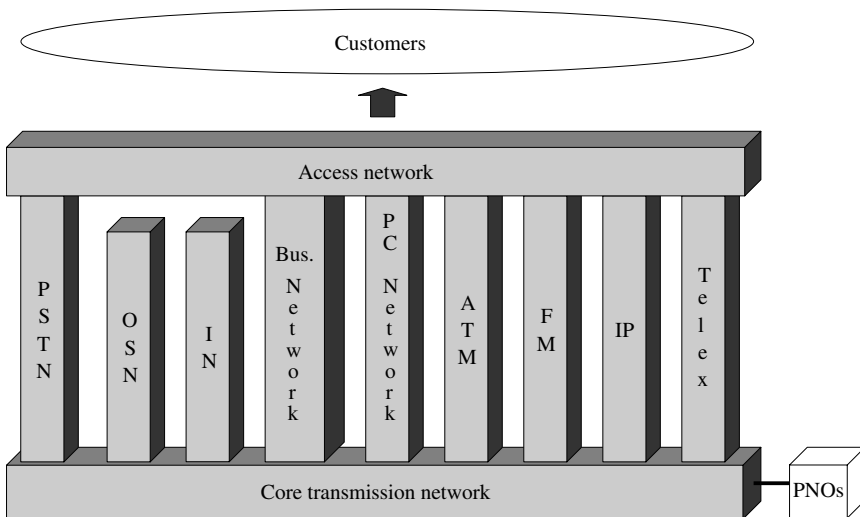 Customers
Access network
PSTN
OSN
IN
Bus. Network
PC Network
ATM
FM
IP
Telex
Core transmission network
PNOs